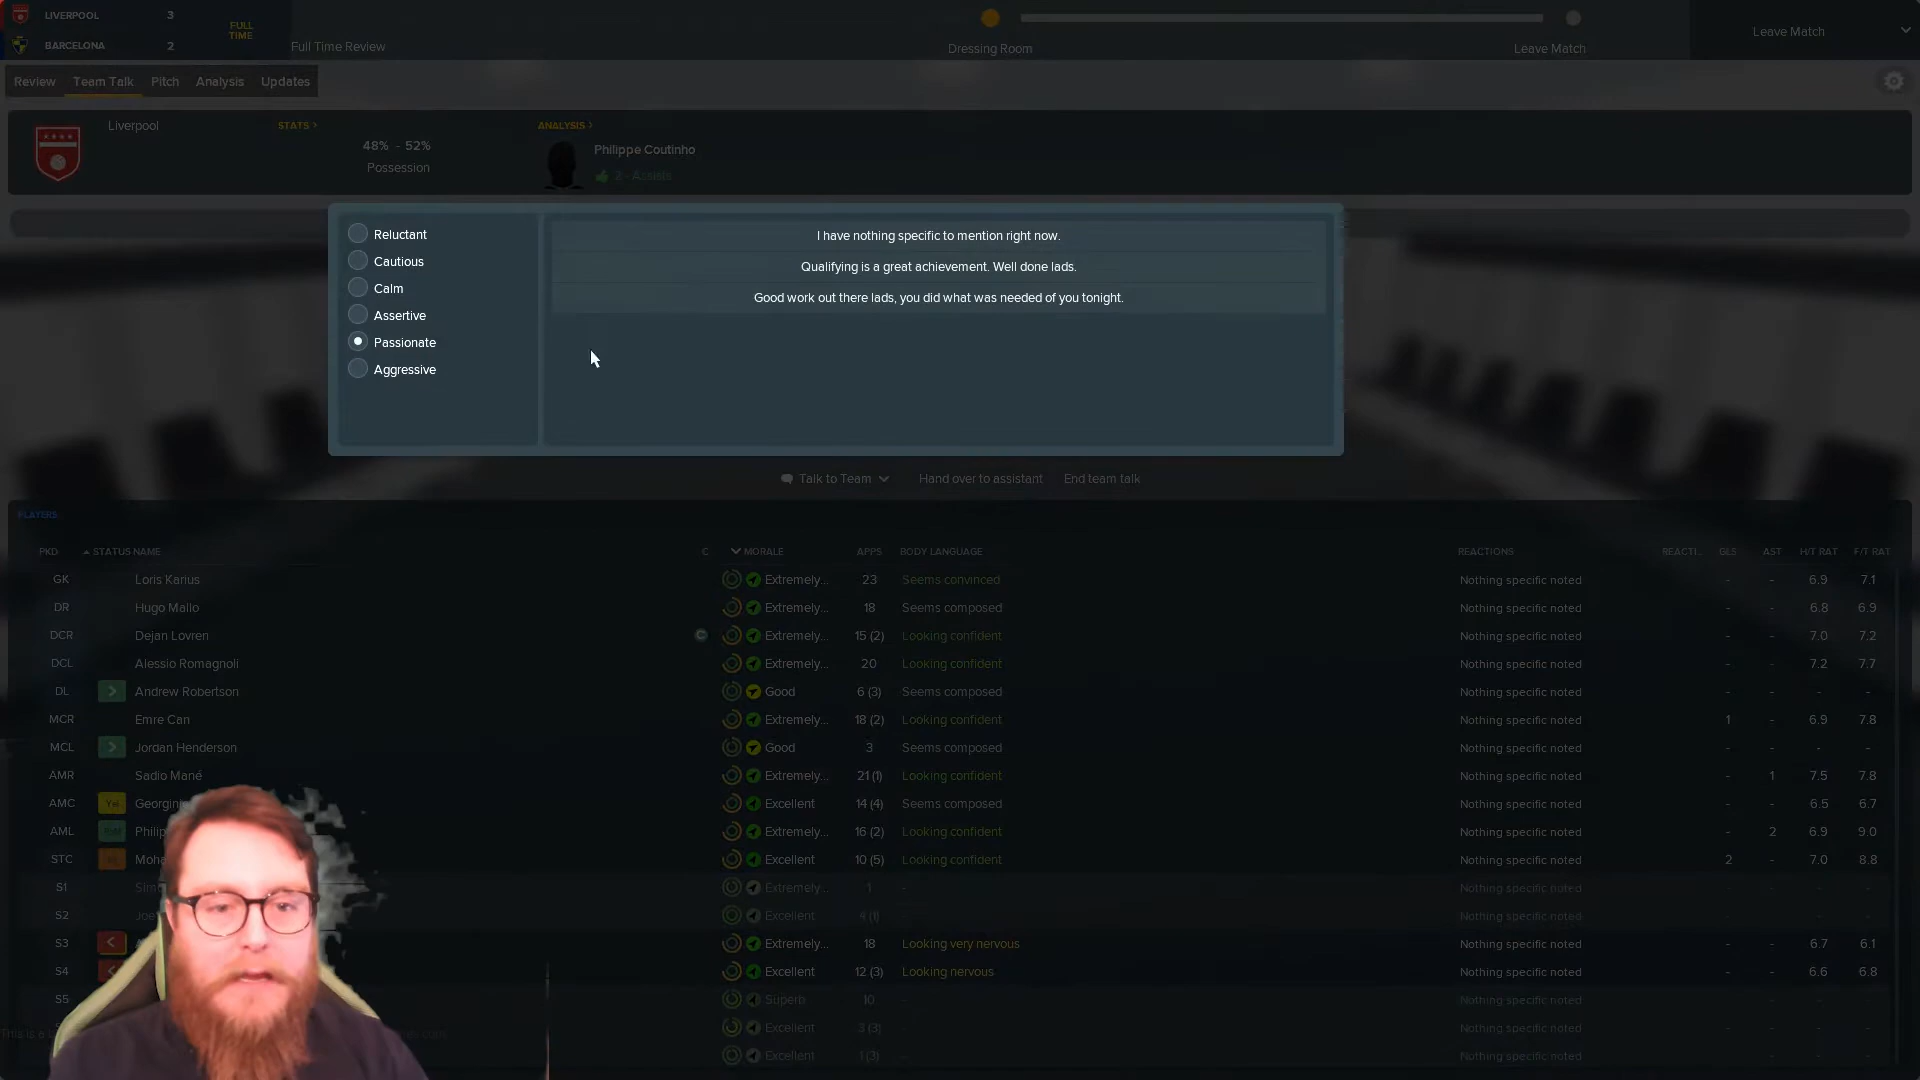 LIVERPOOL 3
BARCELONA 2
FULL TIME
Full Time Review
Dressing Room
Leave Match
Leave Match
Review Team Talk Pitch Analysis Updates
Liverpool
STATS >
48% - 52%
Possession
ANALYSIS >
Philippe Coutinho
2 - Assists
Reluctant
Cautious
Calm
Assertive
Passionate
Aggressive
I have nothing specific to mention right now.
Qualifying is a great achievement. Well done lads.
Good work out there lads, you did what was needed of you tonight.
Talk to Team Hand over to assistant End team talk
PLAYERS
PKD STATUS NAME C MORALE APPS BODY LANGUAGE REACTIONS REACTI... GLS AST H/T RAT F/T RAT
GK Loris Karius Extremely... 23 Seems convinced Nothing specific noted - - 6.9 7.1
DR Hugo Mallo Extremely... 18 Seems composed Nothing specific noted - - 6.8 6.9
DCR Dejan Lovren C Extremely... 15 (2) Looking confident Nothing specific noted - - 7.0 7.2
DCL Alessio Romagnoli Extremely... 20 Looking confident Nothing specific noted - - 7.2 7.7
DL Andrew Robertson Good 6 (3) Seems composed Nothing specific noted - - - -
MCR Emre Can Extremely... 18 (2) Looking confident Nothing specific noted 1 - 6.9 7.8
MCL Jordan Henderson Good 3 Seems composed Nothing specific noted - - - -
AMR Sadio Mané Extremely... 21 (1) Looking confident Nothing specific noted - 1 7.5 7.8
AMC Yel Georgini Excellent 14 (4) Seems composed Nothing specific noted - - 6.5 6.7
AML PoM Philip Extremely... 16 (2) Looking confident Nothing specific noted - 2 6.9 9.0
STC Moha Excellent 10 (5) Looking confident Nothing specific noted 2 - 7.0 8.8
S1 Simo Extremely... 1 - Nothing specific noted - - - -
S2 Joe Excellent 4 (1) - Nothing specific noted - - - -
S3 Extremely... 18 Looking very nervous Nothing specific noted - - 6.7 6.1
S4 Excellent 12 (3) Looking nervous Nothing specific noted - - 6.6 6.8
S5 Superb 10 - Nothing specific noted - - - -
Excellent 3 (3) - Nothing specific noted - - - -
Excellent 1 (3) - Nothing specific noted - - - -
This is a